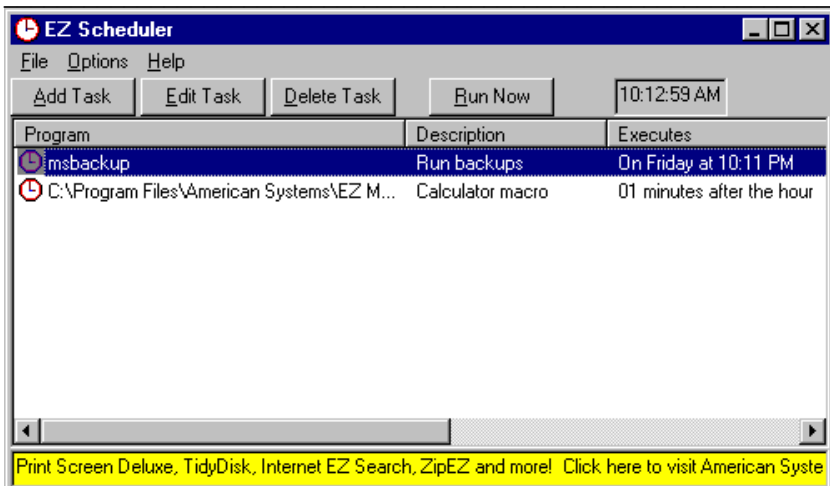 EZ Scheduler
File Options Help
Add Task Edit Task Delete Task Run Now 10:12:59 AM
Program Description Executes
msbackup Run backups On Friday at 10:11 PM
C:\Program Files\American Systems\EZ M... Calculator macro 01 minutes after the hour
Print Screen Deluxe, TidyDisk, Internet EZ Search, ZipEZ and more! Click here to visit American Syste